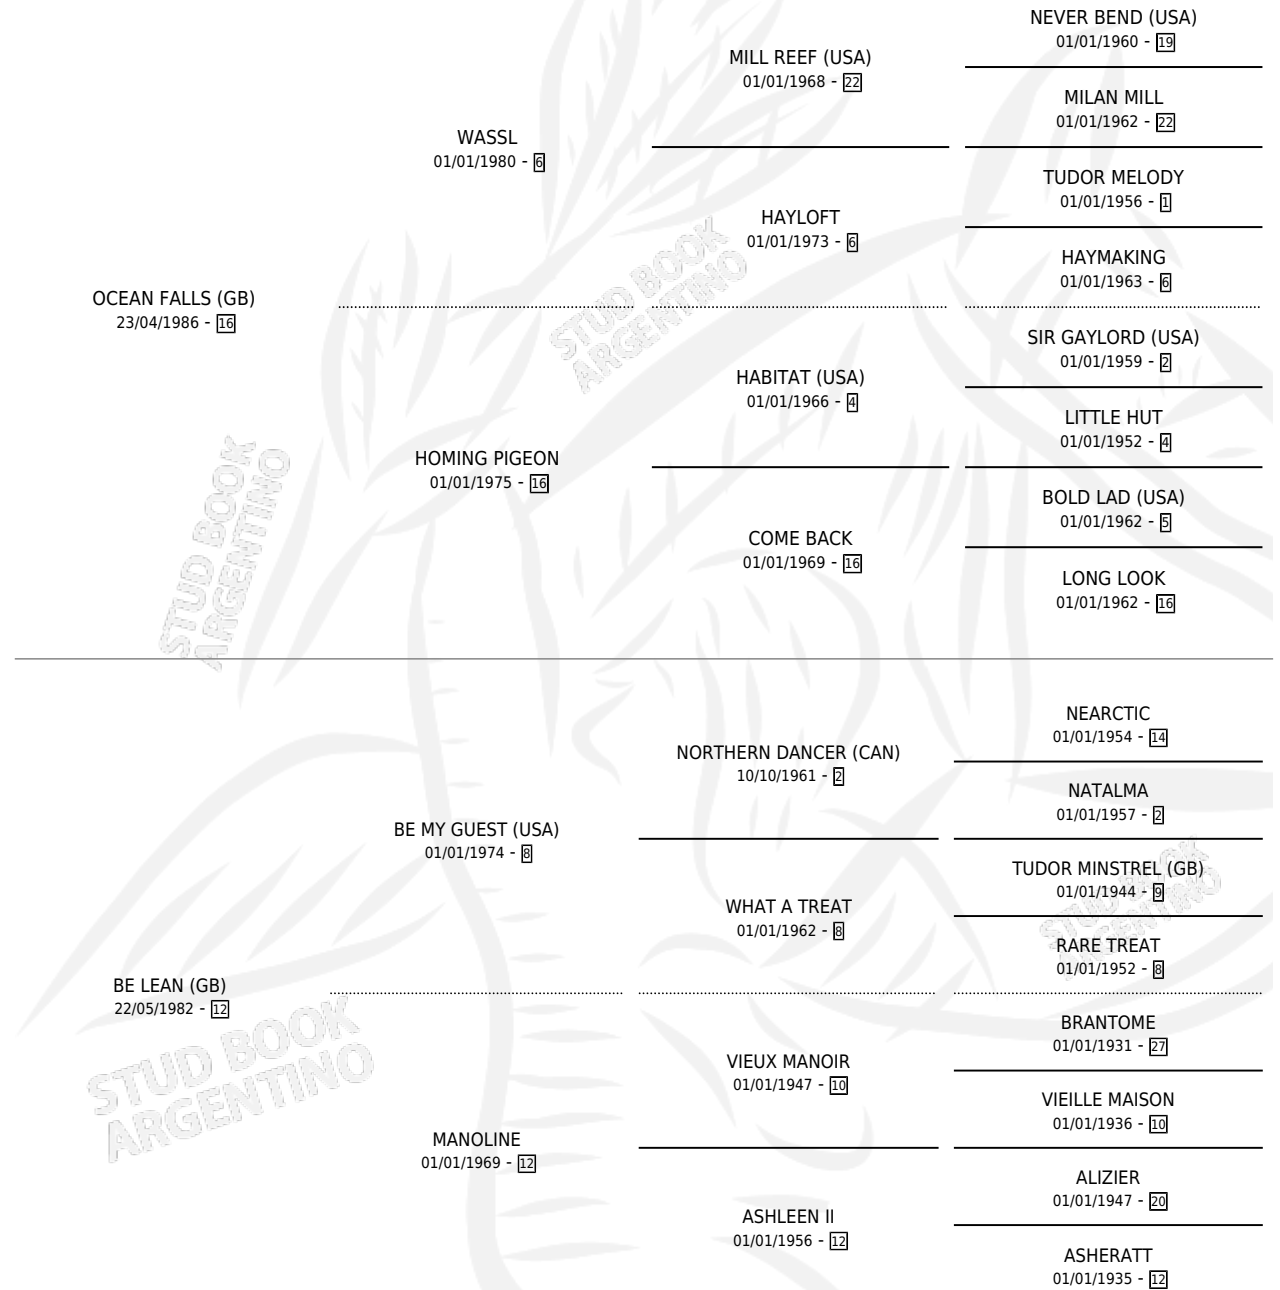 OCEAN FALLS (GB)
23/04/1986 - 16
WASSL
01/01/1980 - 6
MILL REEF (USA)
01/01/1968 - 22
NEVER BEND (USA)
01/01/1960 - 19
MILAN MILL
01/01/1962 - 22
HAYLOFT
01/01/1973 - 6
TUDOR MELODY
01/01/1956 - 1
HAYMAKING
01/01/1963 - 6
HOMING PIGEON
01/01/1975 - 16
HABITAT (USA)
01/01/1966 - 4
SIR GAYLORD (USA)
01/01/1959 - 2
LITTLE HUT
01/01/1952 - 4
COME BACK
01/01/1969 - 16
BOLD LAD (USA)
01/01/1962 - 5
LONG LOOK
01/01/1962 - 16
BE LEAN (GB)
22/05/1982 - 12
BE MY GUEST (USA)
01/01/1974 - 8
NORTHERN DANCER (CAN)
10/10/1961 - 2
NEARCTIC
01/01/1954 - 14
NATALMA
01/01/1957 - 2
WHAT A TREAT
01/01/1962 - 8
TUDOR MINSTREL (GB)
01/01/1944 - 9
RARE TREAT
01/01/1952 - 8
MANOLINE
01/01/1969 - 12
VIEUX MANOIR
01/01/1947 - 10
BRANTOME
01/01/1931 - 27
VIEILLE MAISON
01/01/1936 - 10
ASHLEEN II
01/01/1956 - 12
ALIZIER
01/01/1947 - 20
ASHERATT
01/01/1935 - 12
STUD BOOK
ARGENTINO
STUD BOOK
ARGENTINO
STUD BOOK
ARGENTINO
STUD BOOK
ARGENTINO